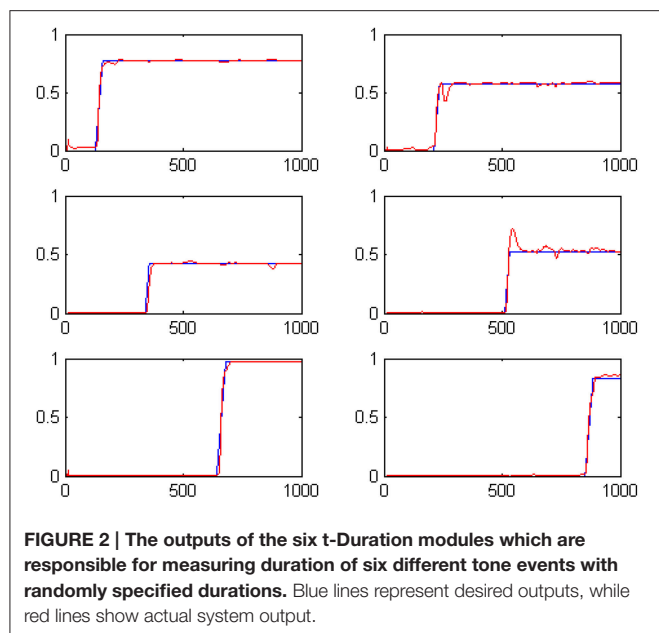 1
0.5
0
0 500 1000
1
0.5
0
0 500 1000
1
0.5
0
0 500 1000
1
0.5
0
0 500 1000
1
0.5
0
0 500 1000
1
0.5
0
0 500 1000
FIGURE 2 | The outputs of the six t-Duration modules which are
responsible for measuring duration of six different tone events with
randomly specified durations. Blue lines represent desired outputs, while
red lines show actual system output.